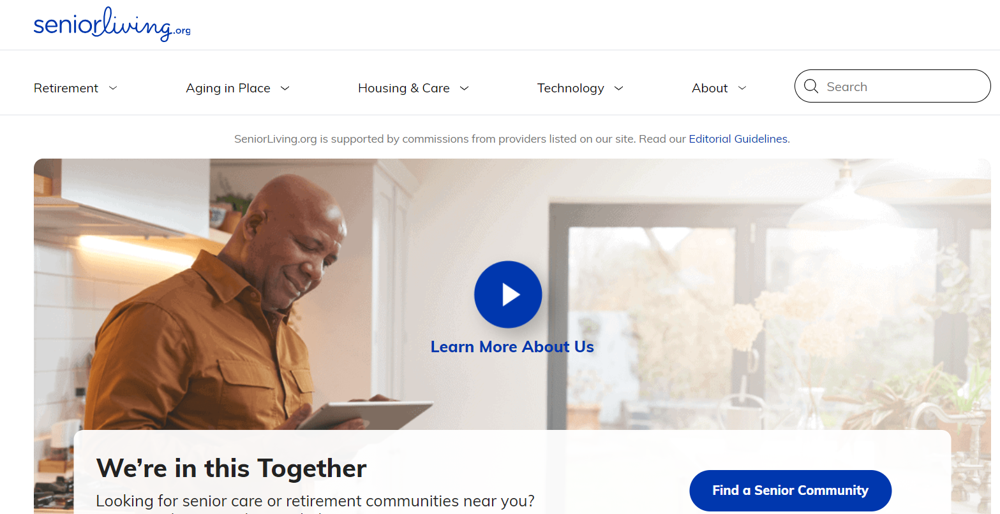 seniorliving.org
Retirement
Aging in Place
Housing & Care
Technology
About
Search
SeniorLiving.org is supported by commissions from providers listed on our site. Read our Editorial Guidelines.
Learn More About Us
We're in this Together
Looking for senior care or retirement communities near you?
Find a Senior Community